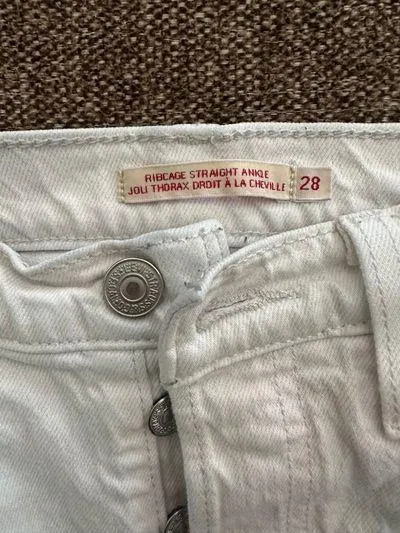 RIBCAGE STRAIGHT ANKLE
JOLI THORAX DROIT À LA CHEVILLE
28